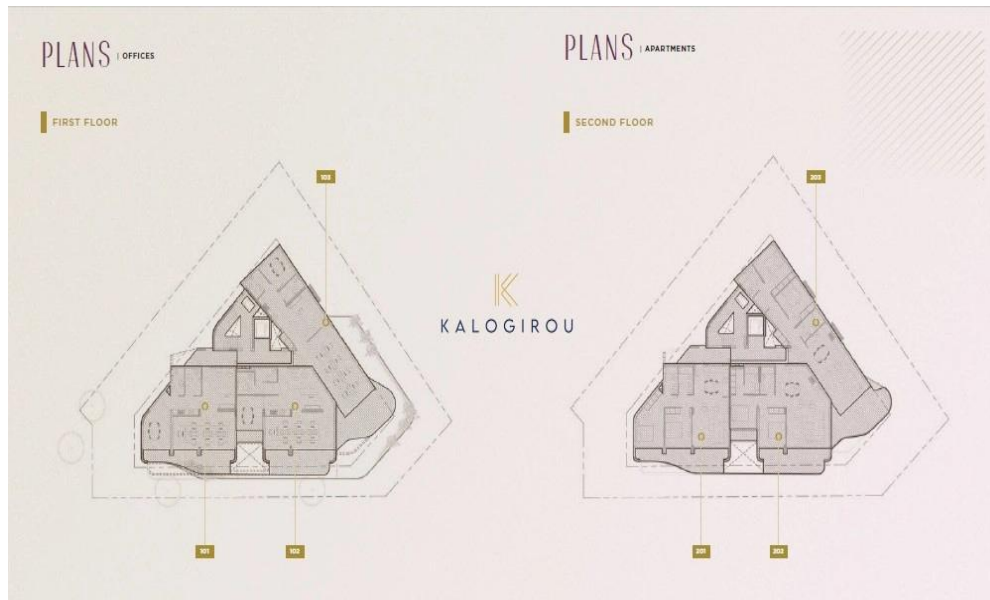 PLANS | OFFICES
FIRST FLOOR
103
101
102
KALOGIROU
PLANS | APARTMENTS
SECOND FLOOR
203
201
202